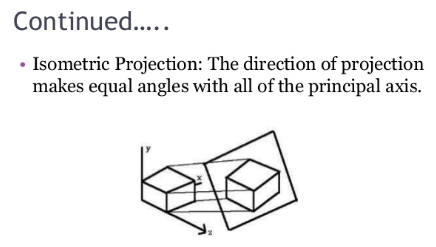 Continued.....
• Isometric Projection: The direction of projection
makes equal angles with all of the principal axis.
y
x
z